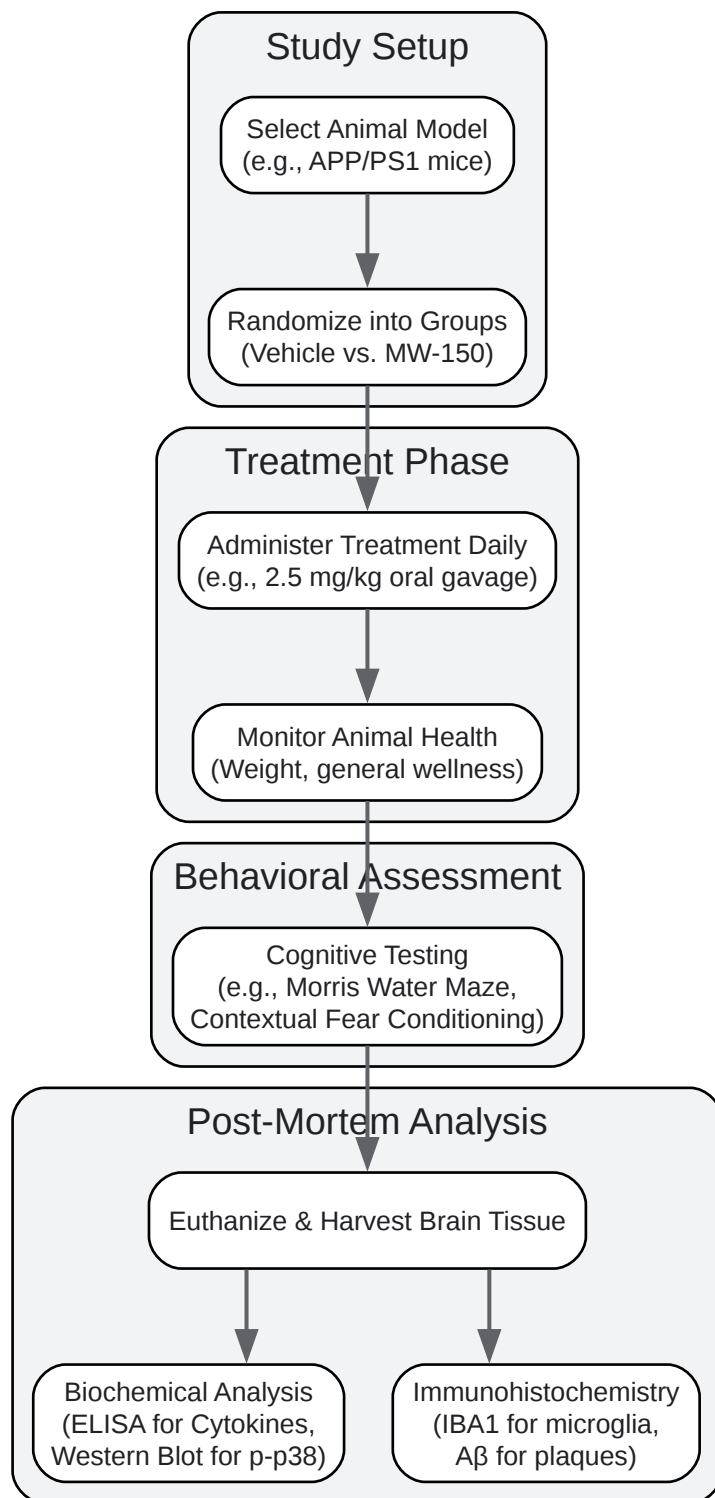 Study Setup
Select Animal Model
(e.g., APP/PS1 mice)
Randomize into Groups
(Vehicle vs. MW-150)
Treatment Phase
Administer Treatment Daily
(e.g., 2.5 mg/kg oral gavage)
Monitor Animal Health
(Weight, general wellness)
Behavioral Assessment
Cognitive Testing
(e.g., Morris Water Maze,
Contextual Fear Conditioning)
Post-Mortem Analysis
Euthanize & Harvest Brain Tissue
Biochemical Analysis
(ELISA for Cytokines,
Western Blot for p-p38)
Immunohistochemistry
(IBA1 for microglia,
Aβ for plaques)